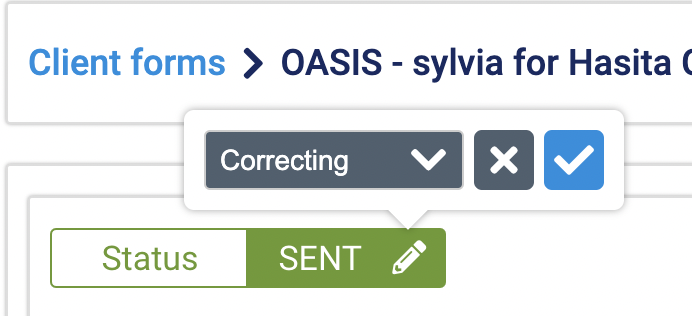 Client forms > OASIS - sylvia for Hasita
Correcting
Status SENT